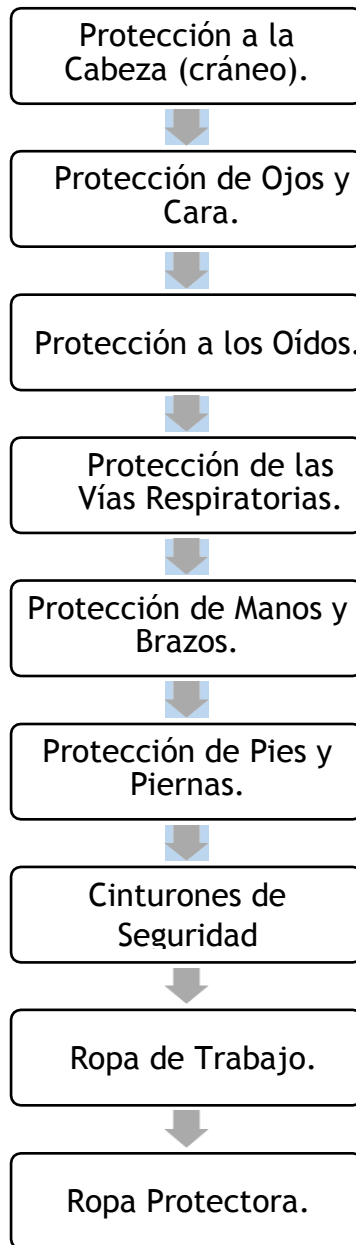 Protección a la
Cabeza (cráneo).
Protección de Ojos y
Cara.
Protección a los Oídos.
Protección de las
Vías Respiratorias.
Protección de Manos y
Brazos.
Protección de Pies y
Piernas.
Cinturones de
Seguridad
Ropa de Trabajo.
Ropa Protectora.